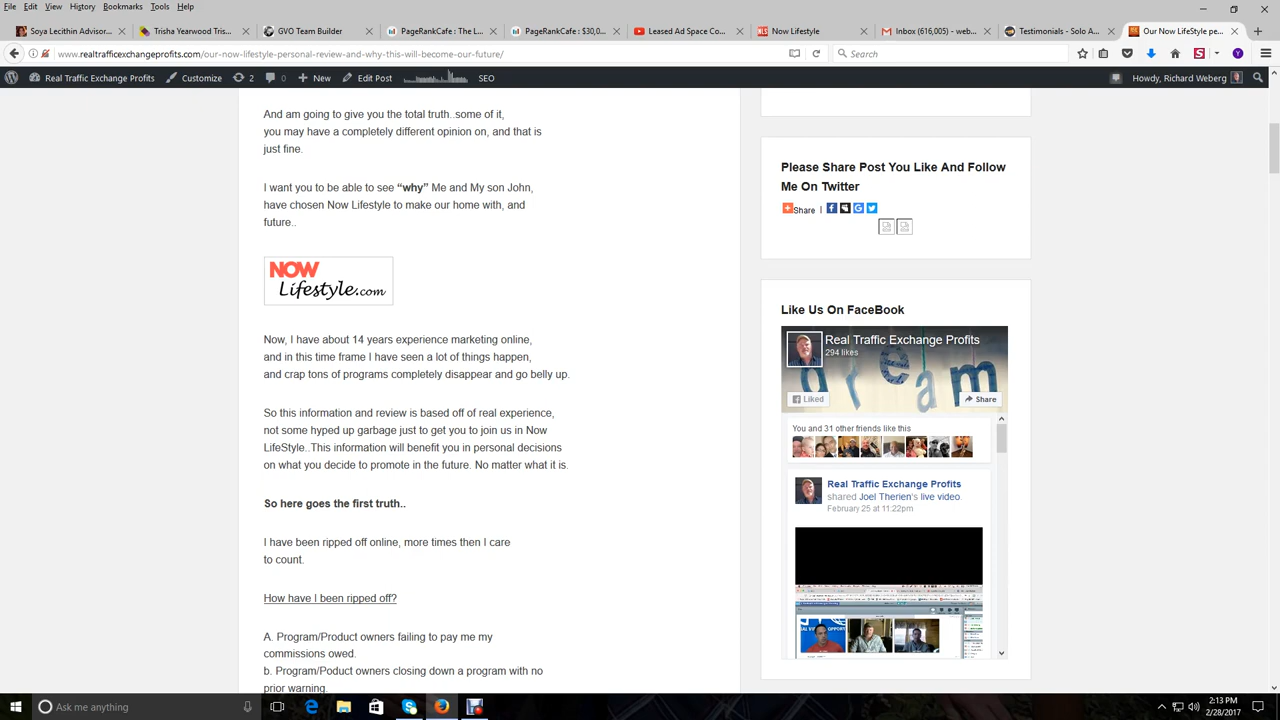 File Edit View History Bookmarks Tools Help
Soya Lecithin Advisor...
Trisha Yearwood Tris...
GVO Team Builder
PageRankCafe : The L...
PageRankCafe : $30,0...
Leased Ad Space Co...
Now Lifestyle
Inbox (616,005) - web...
Testimonials - Solo A...
Our Now LifeStyle pe...
www.realtrafficexchangeprofits.com/our-now-lifestyle-personal-review-and-why-this-will-become-our-future/
Search
Real Traffic Exchange Profits Customize 2 0 New Edit Post SEO
Howdy, Richard Weberg
And am going to give you the total truth..some of it,
you may have a completely different opinion on, and that is
just fine.
I want you to be able to see “why” Me and My son John,
have chosen Now Lifestyle to make our home with, and
future..
NOW
Lifestyle.com
Now, I have about 14 years experience marketing online,
and in this time frame I have seen a lot of things happen,
and crap tons of programs completely disappear and go belly up.
So this information and review is based off of real experience,
not some hyped up garbage just to get you to join us in Now
LifeStyle..This information will benefit you in personal decisions
on what you decide to promote in the future. No matter what it is.
So here goes the first truth..
I have been ripped off online, more times then I care
to count.
How have I been ripped off?
Program/Product owners failing to pay me my
commissions owed.
b. Program/Poduct owners closing down a program with no
prior warning.
Please Share Post You Like And Follow
Me On Twitter
Share |
Like Us On FaceBook
Real Traffic Exchange Profits
294 likes
dream
Liked
Share
You and 31 other friends like this
Real Traffic Exchange Profits
shared Joel Therien's live video.
February 25 at 11:22pm
Ask me anything
2:13 PM
2/28/2017